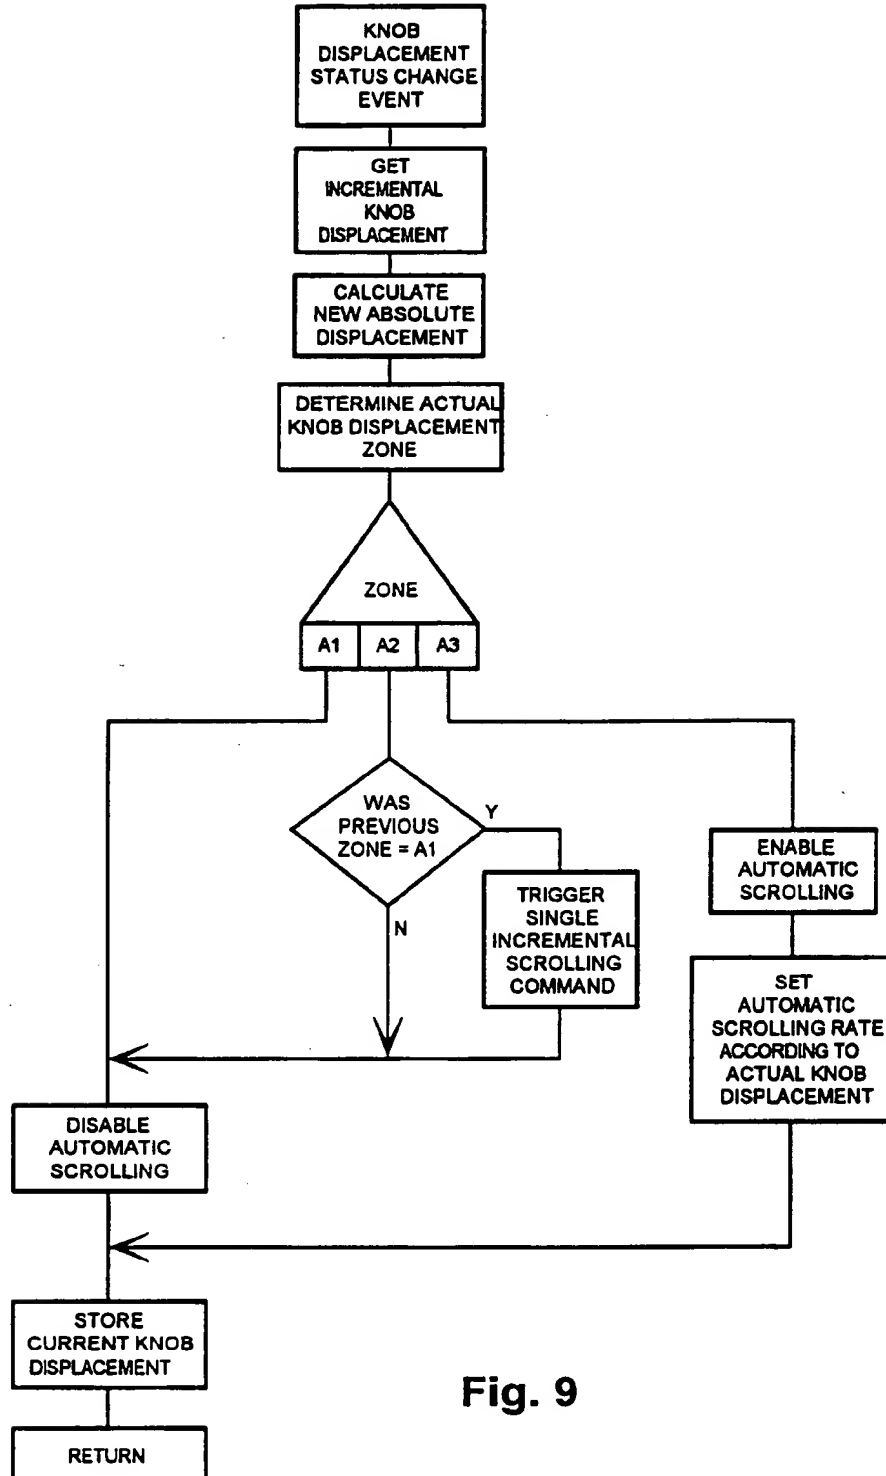 KNOB
DISPLACEMENT
STATUS CHANGE
EVENT
GET
INCREMENTAL
KNOB
DISPLACEMENT
CALCULATE
NEW ABSOLUTE
DISPLACEMENT
DETERMINE ACTUAL
KNOB DISPLACEMENT
ZONE
ZONE
A1 A2 A3
WAS
PREVIOUS
ZONE = A1
Y
N
TRIGGER
SINGLE
INCREMENTAL
SCROLLING
COMMAND
ENABLE
AUTOMATIC
SCROLLING
SET
AUTOMATIC
SCROLLING RATE
ACCORDING TO
ACTUAL KNOB
DISPLACEMENT
DISABLE
AUTOMATIC
SCROLLING
STORE
CURRENT KNOB
DISPLACEMENT
RETURN
Fig. 9